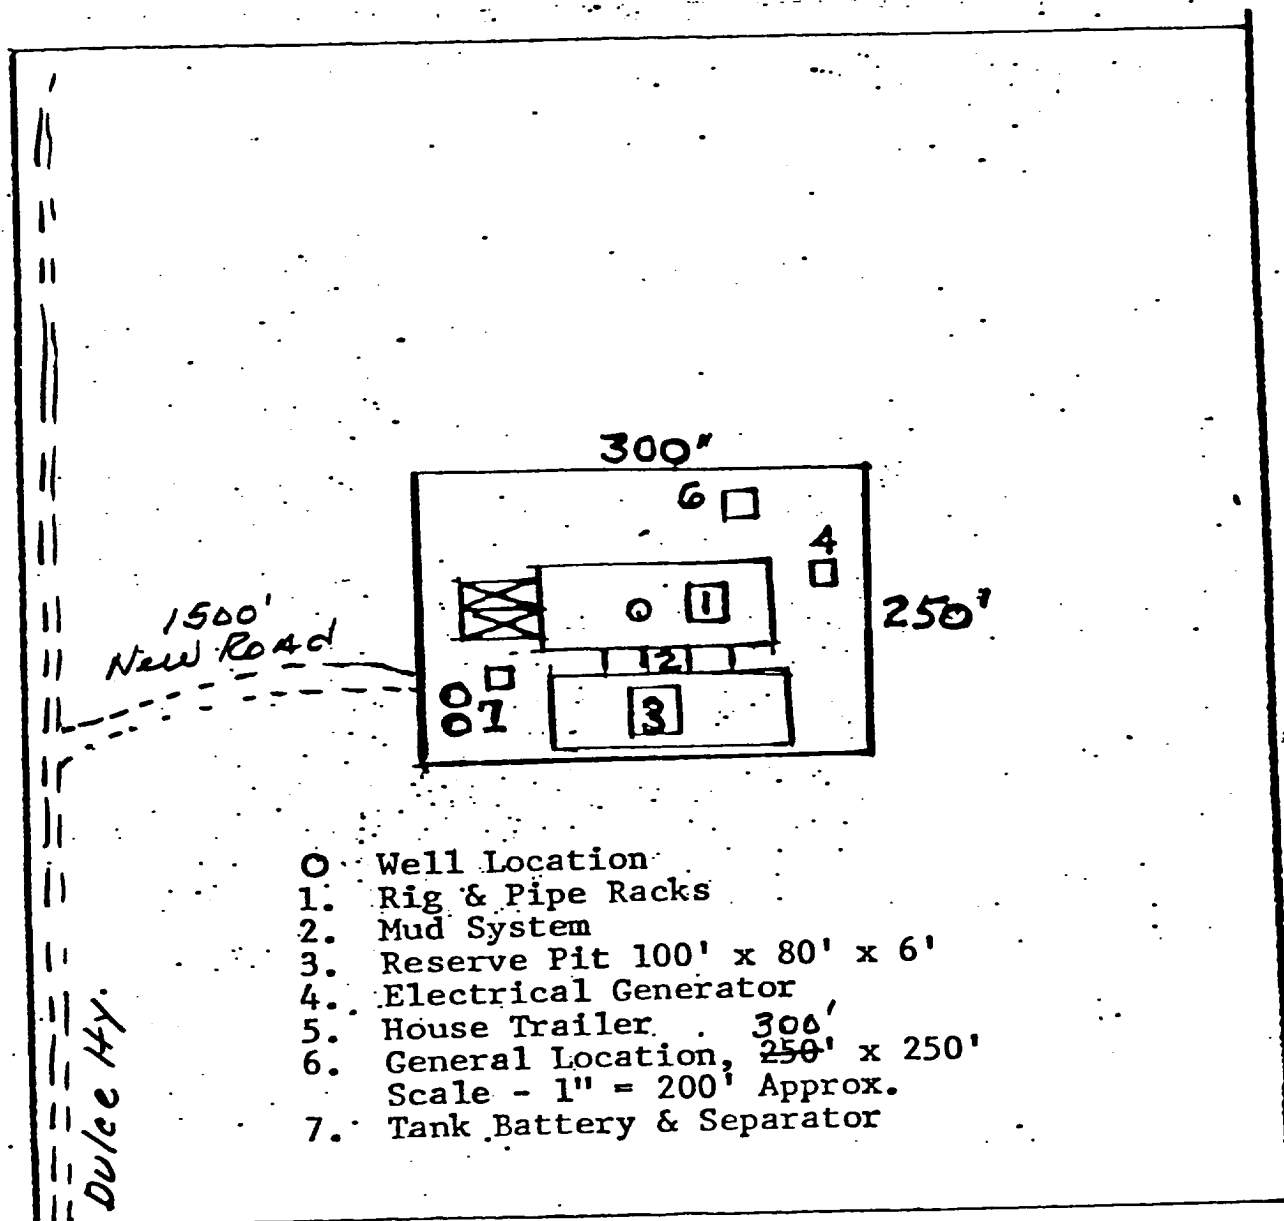 300"
6
4
1
250'
1500'
New Road
2
7
3
O Well Location
1. Rig & Pipe Racks
2. Mud System
3. Reserve Pit 100' x 80' x 6'
4. Electrical Generator
5. House Trailer
300'
6. General Location, 250' x 250'
Scale - 1" = 200' Approx.
7. Tank Battery & Separator
Dulce Hy.